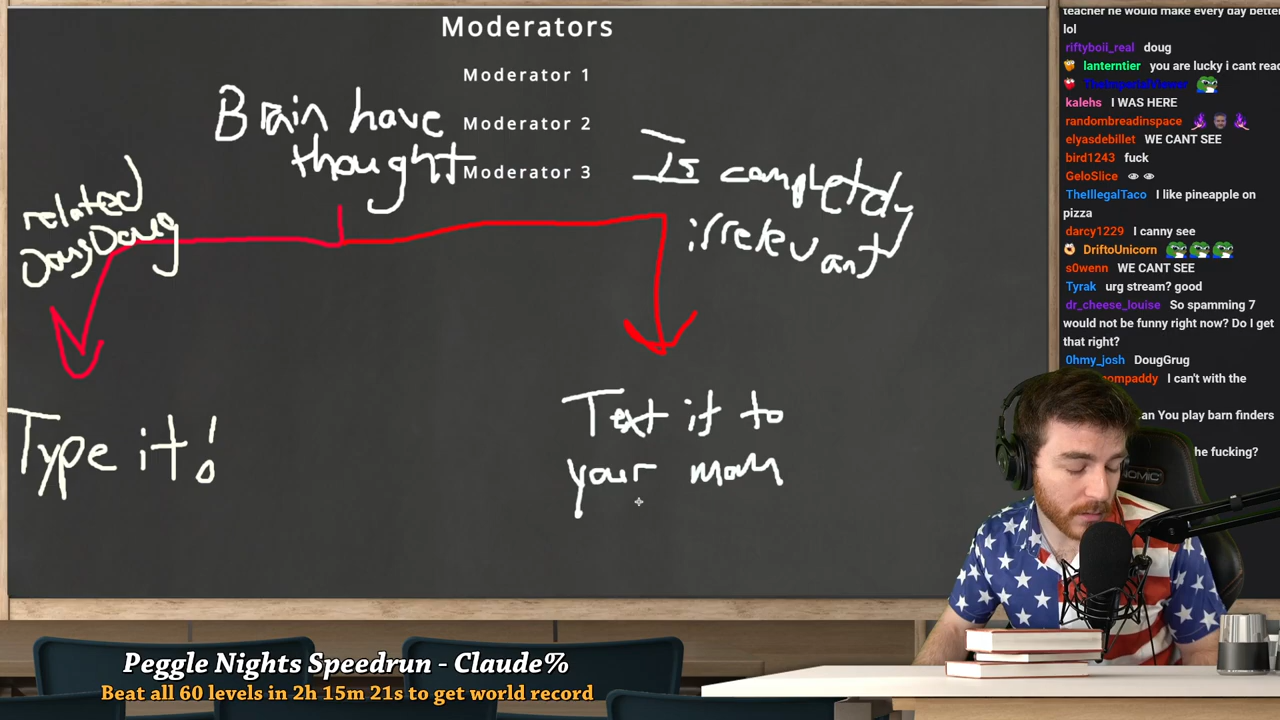 Moderators
Moderator 1
Moderator 2
Moderator 3
Brain have
thought
related
DougDoug
Is completely
irrelevant
Type it!
Text it to
your mom
teacher he would make every day better
lol
riftyboii_real doug
lanterntier you are lucky i cant read
TheImperialViewer
kalehs I WAS HERE
randombreadinspace
elyasdebillet WE CANT SEE
bird1243 fuck
GeloSlice
TheIllegalTaco I like pineapple on
pizza
darcy1229 I canny see
DriftoUnicorn
s0wenn WE CANT SEE
Tyrak urg stream? good
dr_cheese_louise So spamming 7
would not be funny right now? Do I get
that right?
0hmy_josh DougGrug
ompaddy I can't with the
an You play barn finders
he fucking?
NOMIC
Peggle Nights Speedrun - Claude%
Beat all 60 levels in 2h 15m 21s to get world record